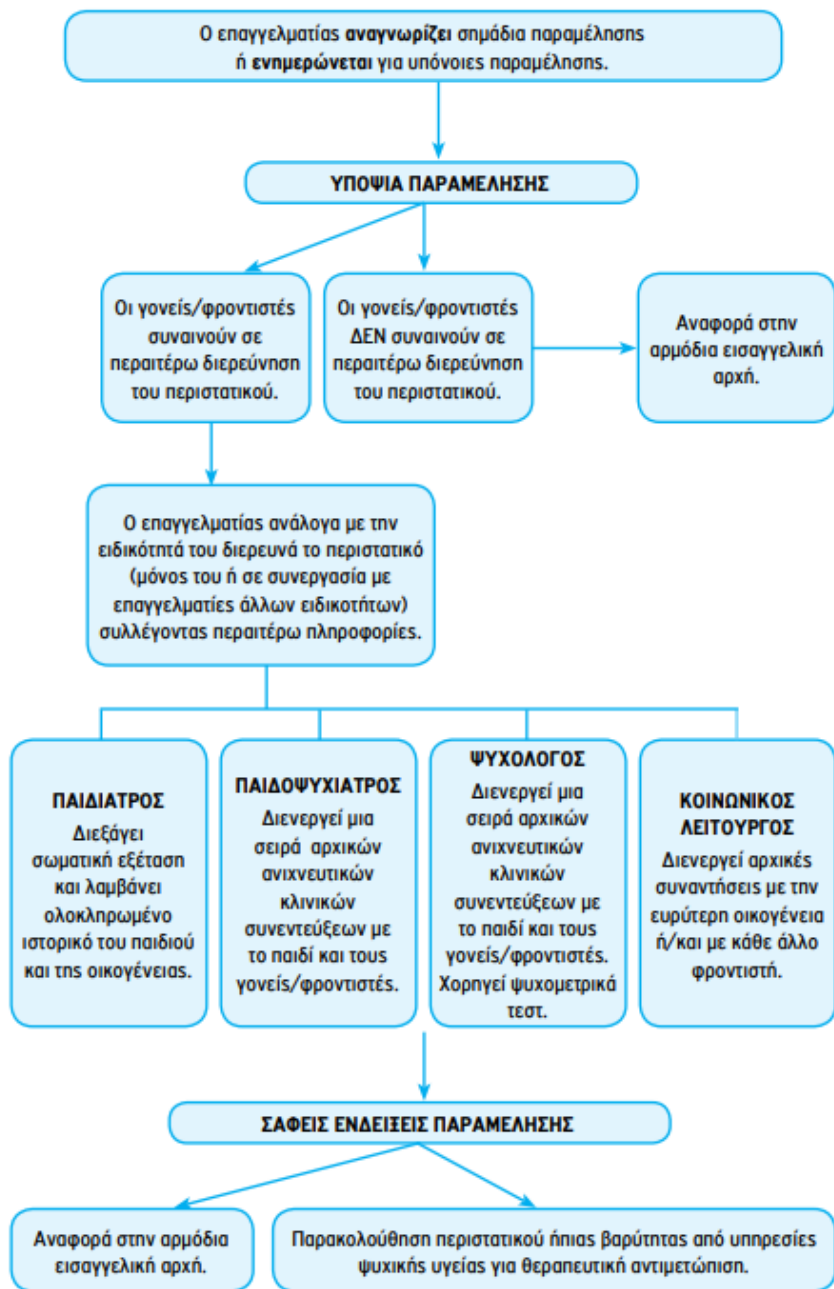 Ο επαγγελματίας αναγνωρίζει σημάδια παραμέλησης
ή ενημερώνεται για υπόνοιες παραμέλησης.
ΥΠΟΨΙΑ ΠΑΡΑΜΕΛΗΣΗΣ
Οι γονείς/φροντιστές
συναινούν σε
περαιτέρω διερεύνηση
του περιστατικού.
Οι γονείς/φροντιστές
ΔΕΝ συναινούν σε
περαιτέρω διερεύνηση
του περιστατικού.
Αναφορά στην
αρμόδια εισαγγελική
αρχή.
Ο επαγγελματίας ανάλογα με την
ειδικότητά του διερευνά το περιστατικό
(μόνος του ή σε συνεργασία με
επαγγελματίες άλλων ειδικοτήτων)
συλλέγοντας περαιτέρω πληροφορίες.
ΠΑΙΔΙΑΤΡΟΣ
Διεξάγει
σωματική εξέταση
και λαμβάνει
ολοκληρωμένο
ιστορικό του παιδιού
και της οικογένειας.
ΠΑΙΔΟΨΥΧΙΑΤΡΟΣ
Διενεργεί μια
σειρά αρχικών
ανιχνευτικών
κλινικών
συνεντεύξεων με
το παιδί και τους
γονείς/φροντιστές.
ΨΥΧΟΛΟΓΟΣ
Διενεργεί μια
σειρά αρχικών
ανιχνευτικών
κλινικών
συνεντεύξεων με
το παιδί και τους
γονείς/φροντιστές.
Χορηγεί ψυχομετρικά
τεστ.
ΚΟΙΝΩΝΙΚΟΣ
ΛΕΙΤΟΥΡΓΟΣ
Διενεργεί αρχικές
συναντήσεις με την
ευρύτερη οικογένεια
ή/και με κάθε άλλο
φροντιστή.
ΣΑΦΕΙΣ ΕΝΔΕΙΞΕΙΣ ΠΑΡΑΜΕΛΗΣΗΣ
Αναφορά στην αρμόδια
εισαγγελική αρχή.
Παρακολούθηση περιστατικού ήπιας βαρύτητας από υπηρεσίες
ψυχικής υγείας για θεραπευτική αντιμετώπιση.